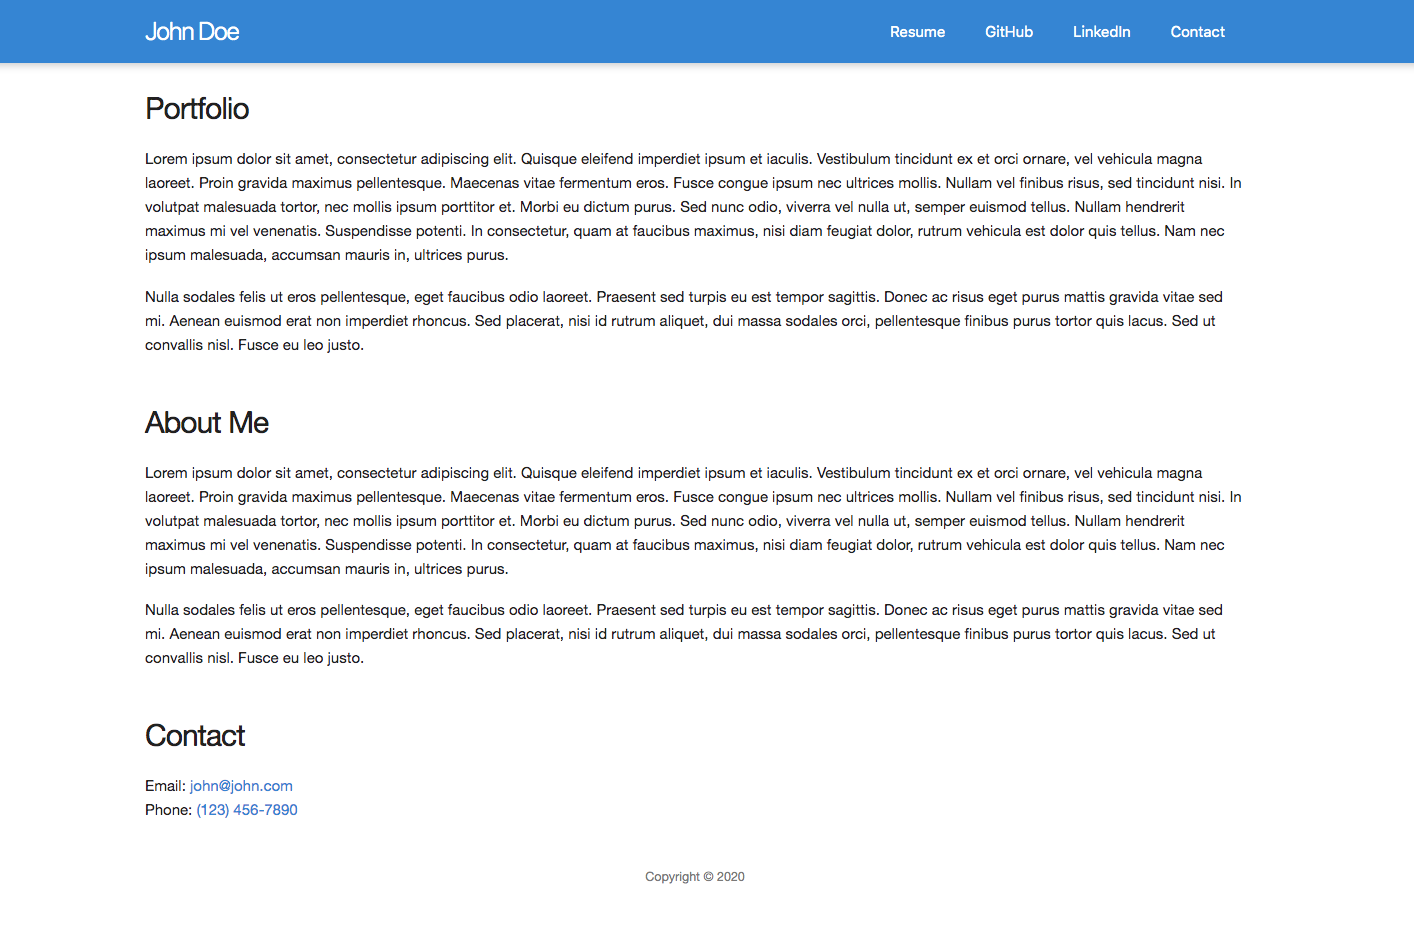 John Doe
Resume GitHub LinkedIn Contact
Portfolio
Lorem ipsum dolor sit amet, consectetur adipiscing elit. Quisque eleifend imperdiet ipsum et iaculis. Vestibulum tincidunt ex et orci ornare, vel vehicula magna
laoreet. Proin gravida maximus pellentesque. Maecenas vitae fermentum eros. Fusce congue ipsum nec ultrices mollis. Nullam vel finibus risus, sed tincidunt nisi. In
volutpat malesuada tortor, nec mollis ipsum porttitor et. Morbi eu dictum purus. Sed nunc odio, viverra vel nulla ut, semper euismod tellus. Nullam hendrerit
maximus mi vel venenatis. Suspendisse potenti. In consectetur, quam at faucibus maximus, nisi diam feugiat dolor, rutrum vehicula est dolor quis tellus. Nam nec
ipsum malesuada, accumsan mauris in, ultrices purus.
Nulla sodales felis ut eros pellentesque, eget faucibus odio laoreet. Praesent sed turpis eu est tempor sagittis. Donec ac risus eget purus mattis gravida vitae sed
mi. Aenean euismod erat non imperdiet rhoncus. Sed placerat, nisi id rutrum aliquet, dui massa sodales orci, pellentesque finibus purus tortor quis lacus. Sed ut
convallis nisl. Fusce eu leo justo.
About Me
Lorem ipsum dolor sit amet, consectetur adipiscing elit. Quisque eleifend imperdiet ipsum et iaculis. Vestibulum tincidunt ex et orci ornare, vel vehicula magna
laoreet. Proin gravida maximus pellentesque. Maecenas vitae fermentum eros. Fusce congue ipsum nec ultrices mollis. Nullam vel finibus risus, sed tincidunt nisi. In
volutpat malesuada tortor, nec mollis ipsum porttitor et. Morbi eu dictum purus. Sed nunc odio, viverra vel nulla ut, semper euismod tellus. Nullam hendrerit
maximus mi vel venenatis. Suspendisse potenti. In consectetur, quam at faucibus maximus, nisi diam feugiat dolor, rutrum vehicula est dolor quis tellus. Nam nec
ipsum malesuada, accumsan mauris in, ultrices purus.
Nulla sodales felis ut eros pellentesque, eget faucibus odio laoreet. Praesent sed turpis eu est tempor sagittis. Donec ac risus eget purus mattis gravida vitae sed
mi. Aenean euismod erat non imperdiet rhoncus. Sed placerat, nisi id rutrum aliquet, dui massa sodales orci, pellentesque finibus purus tortor quis lacus. Sed ut
convallis nisl. Fusce eu leo justo.
Contact
Email: john@john.com
Phone: (123) 456-7890
Copyright © 2020